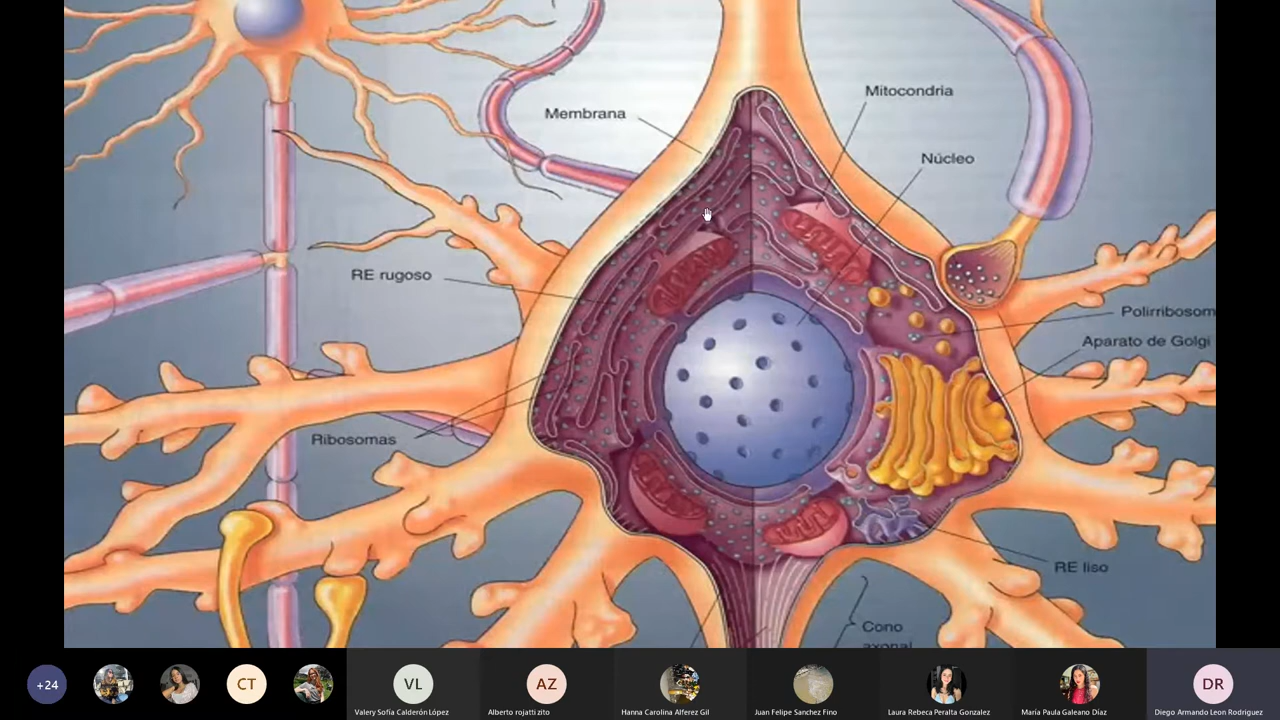 Mitocondria
Membrana
Núcleo
RE rugoso
Polirribosom
Aparato de Golgi
Ribosomas
RE liso
Cono
axonal
+24
CT
VL
AZ
DR
Valery Sofía Calderón López
Alberto rojatti zito
Hanna Carolina Alferez Gil
Juan Felipe Sanchez Fino
Laura Rebeca Peralta Gonzalez
María Paula Galeano Díaz
Diego Armando Leon Rodriguez